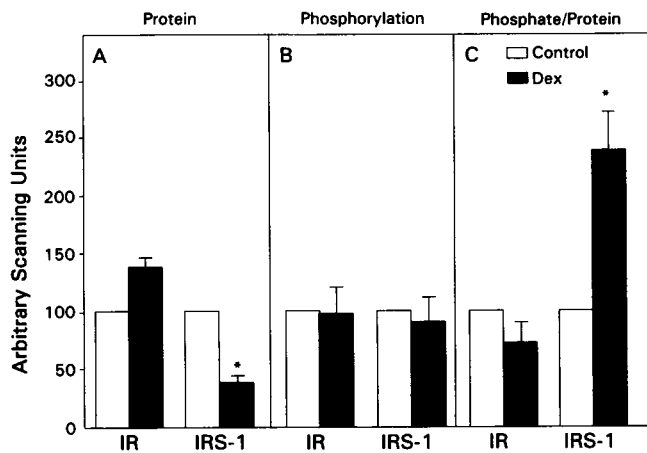 Protein Phosphorylation Phosphate/Protein
A B C
Control
Dex
*
*
Arbitrary Scanning Units
300
250
200
150
100
50
0
IR IRS-1 IR IRS-1 IR IRS-1